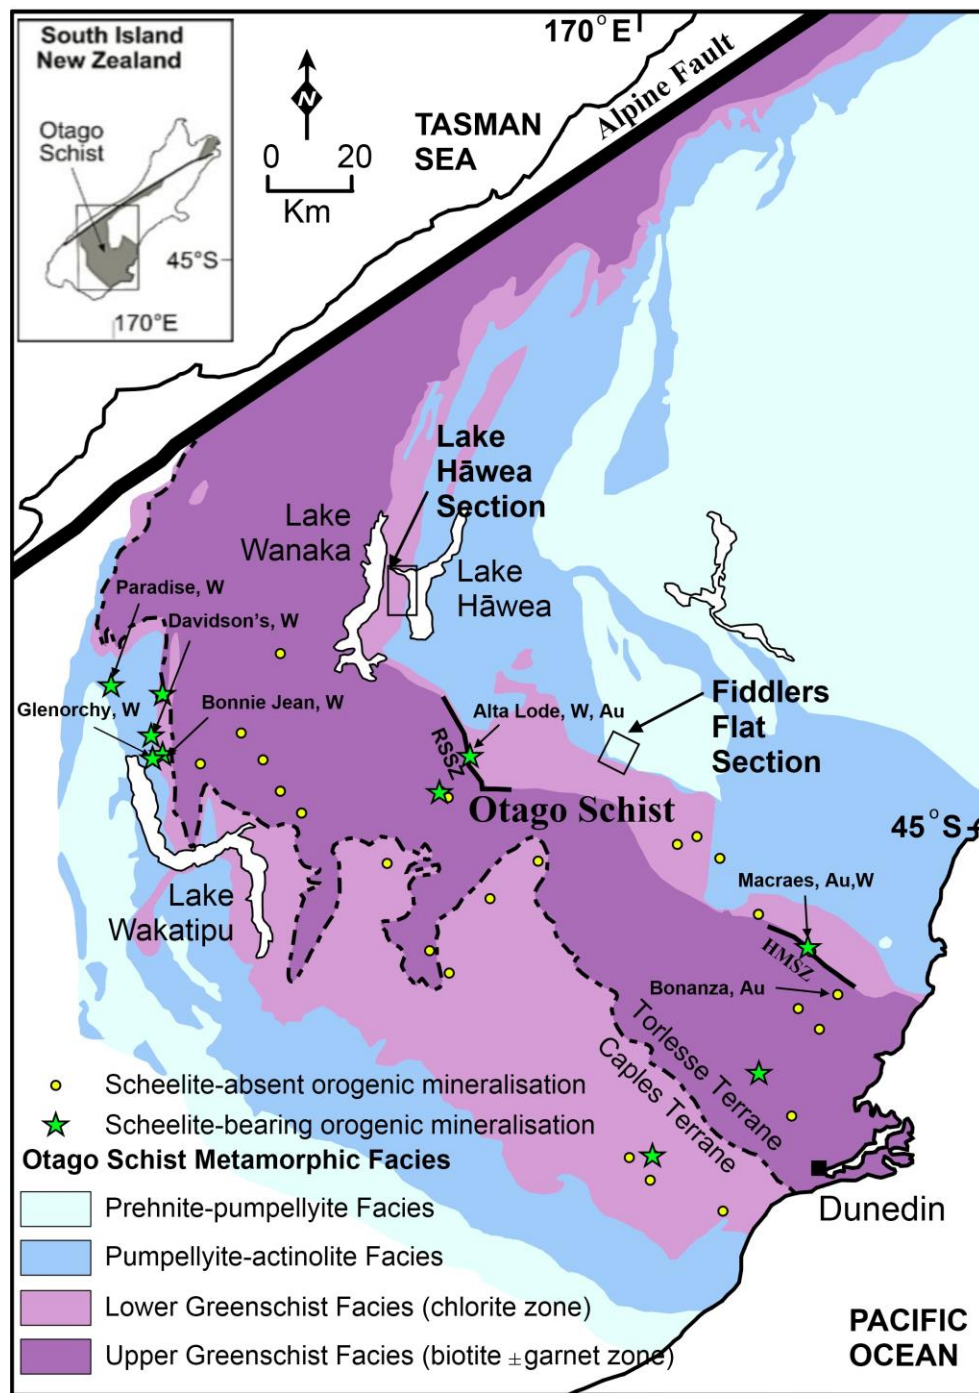 South Island
New Zealand
Otago
Schist
45°S
170°E
N
0 20
Km
170°E
TASMAN
SEA
Alpine Fault
Lake
Hāwea
Section
Lake
Wanaka
Lake
Hāwea
Paradise, W
Davidson's, W
Glenorchy, W
Bonnie Jean, W
Alta Lode, W, Au
RSSZ
Fiddlers
Flat
Section
Otago Schist
45°S
Lake
Wakatipu
Macraes, Au,W
HMSZ
Bonanza, Au
Torlesse Terrane
Caples Terrane
Dunedin
PACIFIC
OCEAN
Scheelite-absent orogenic mineralisation
Scheelite-bearing orogenic mineralisation
Otago Schist Metamorphic Facies
Prehnite-pumpellyite Facies
Pumpellyite-actinolite Facies
Lower Greenschist Facies (chlorite zone)
Upper Greenschist Facies (biotite ± garnet zone)